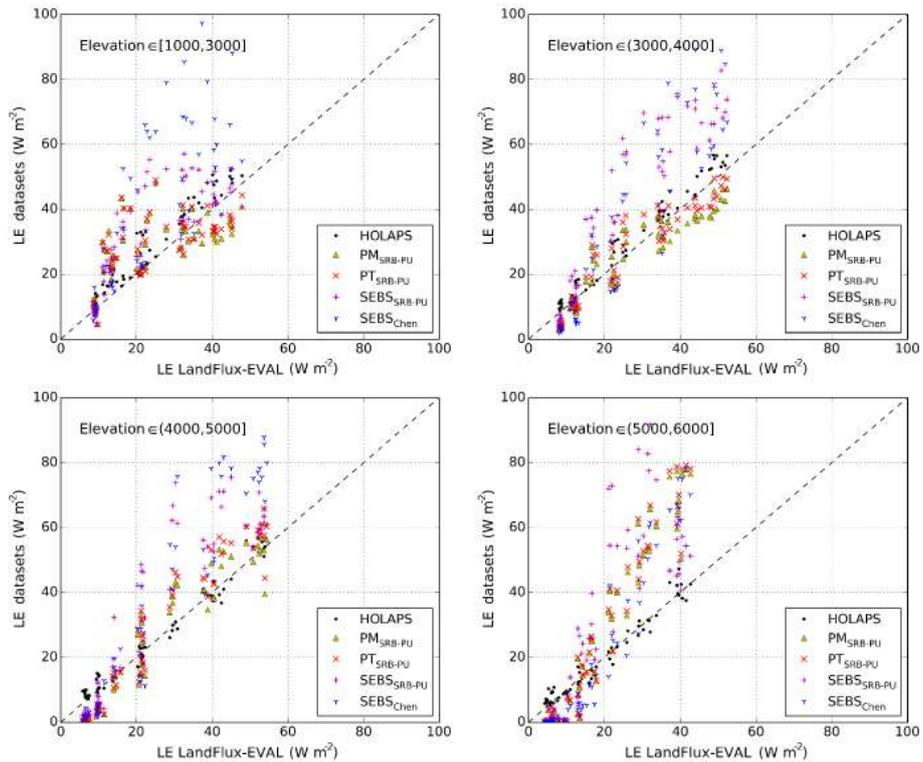 Elevation∈[1000,3000]
100
80
60
40
20
0
LE datasets (W m⁻²)
HOLAPS
PM SRB-PU
PT SRB-PU
SEBS SRB-PU
SEBS Chen
0 20 40 60 80 100
LE LandFlux-EVAL (W m⁻²)
Elevation∈(3000,4000]
100
80
60
40
20
0
LE datasets (W m⁻²)
HOLAPS
PM SRB-PU
PT SRB-PU
SEBS SRB-PU
SEBS Chen
0 20 40 60 80 100
LE LandFlux-EVAL (W m⁻²)
Elevation∈(4000,5000]
100
80
60
40
20
0
LE datasets (W m⁻²)
HOLAPS
PM SRB-PU
PT SRB-PU
SEBS SRB-PU
SEBS Chen
0 20 40 60 80 100
LE LandFlux-EVAL (W m⁻²)
Elevation∈(5000,6000]
100
80
60
40
20
0
LE datasets (W m⁻²)
HOLAPS
PM SRB-PU
PT SRB-PU
SEBS SRB-PU
SEBS Chen
0 20 40 60 80 100
LE LandFlux-EVAL (W m⁻²)